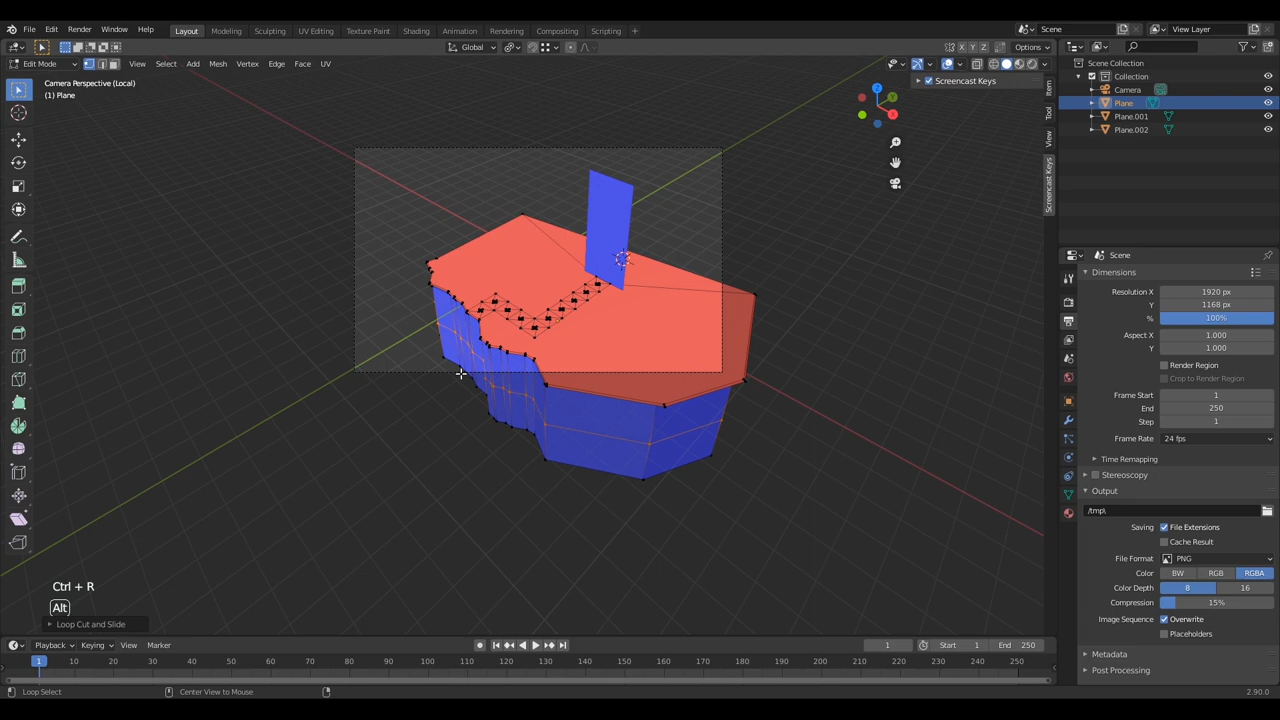 File Edit Render Window Help Layout Modeling Sculpting UV Editing Texture Paint Shading Animation Rendering Compositing Scripting + Scene View Layer
Global X Y Z Options
Edit Mode View Select Add Mesh Vertex Edge Face UV
Camera Perspective (Local)
(1) Plane
Screencast Keys
Z
Y
X
Item
Tool
View
Screencast Keys
Scene Collection
Collection
Camera
Plane
Plane.001
Plane.002
Scene
Dimensions
Resolution X 1920 px
Y 1168 px
% 100%
Aspect X 1.000
Y 1.000
Render Region
Crop to Render Region
Frame Start 1
End 250
Step 1
Frame Rate 24 fps
Time Remapping
Stereoscopy
Output
/tmp\
Saving File Extensions
Cache Result
File Format PNG
Color BW RGB RGBA
Color Depth 8 16
Compression 15%
Image Sequence Overwrite
Placeholders
Metadata
Post Processing
Ctrl + R
Alt
Loop Cut and Slide
Playback Keying View Marker 1 Start 1 End 250
1 10 20 30 40 50 60 70 80 90 100 110 120 130 140 150 160 170 180 190 200 210 220 230 240 250
Loop Select Center View to Mouse 2.90.0